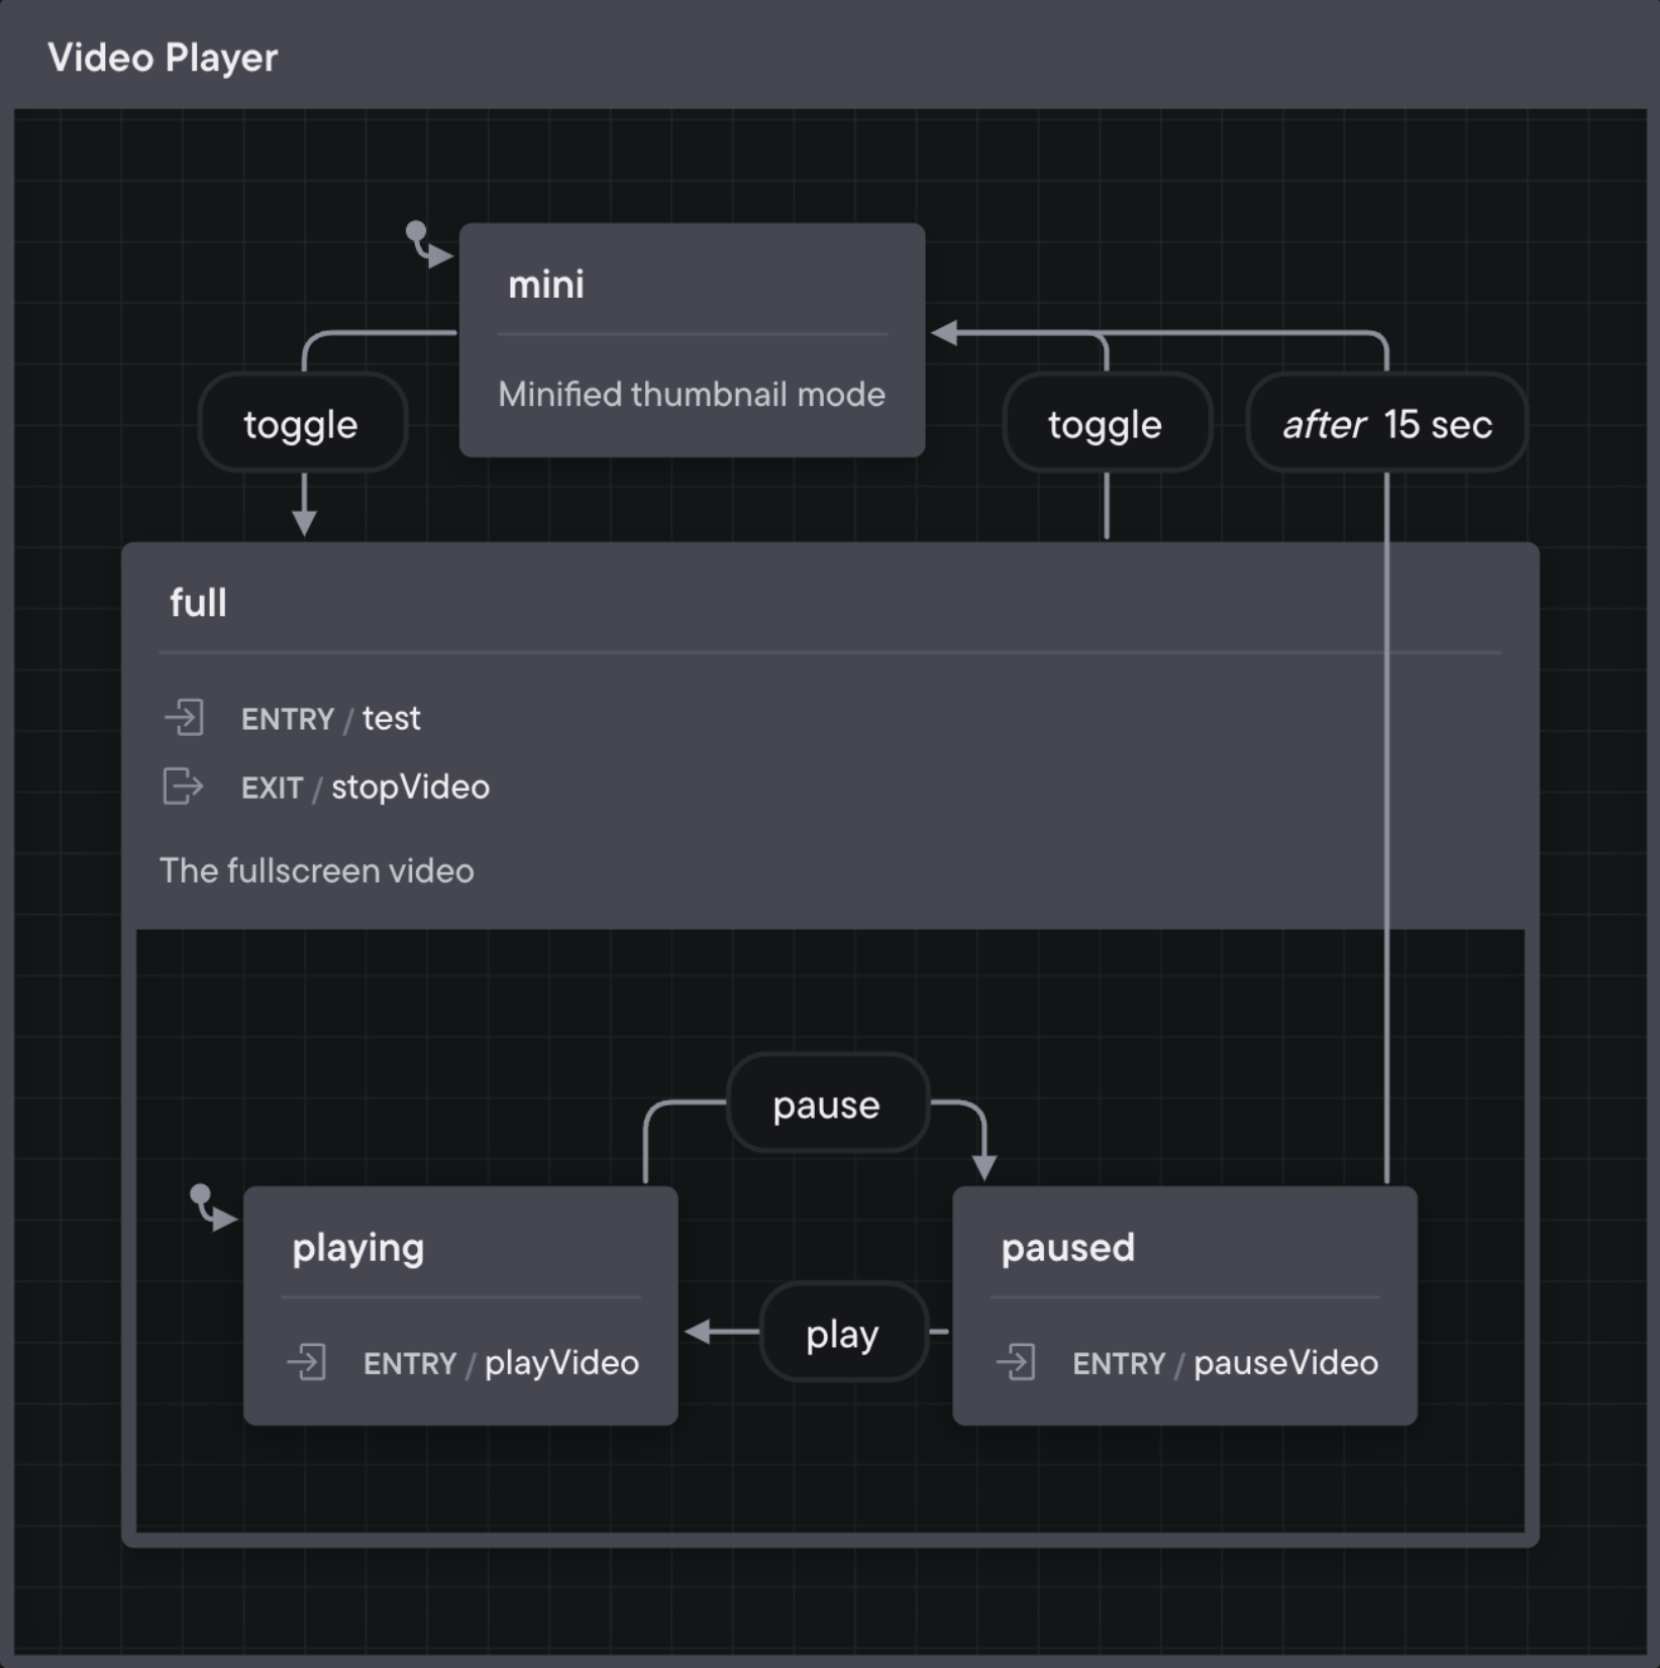 Video Player
mini
Minified thumbnail mode
toggle
toggle
after 15 sec
full
ENTRY / test
EXIT / stopVideo
The fullscreen video
pause
playing
ENTRY / playVideo
play
paused
ENTRY / pauseVideo